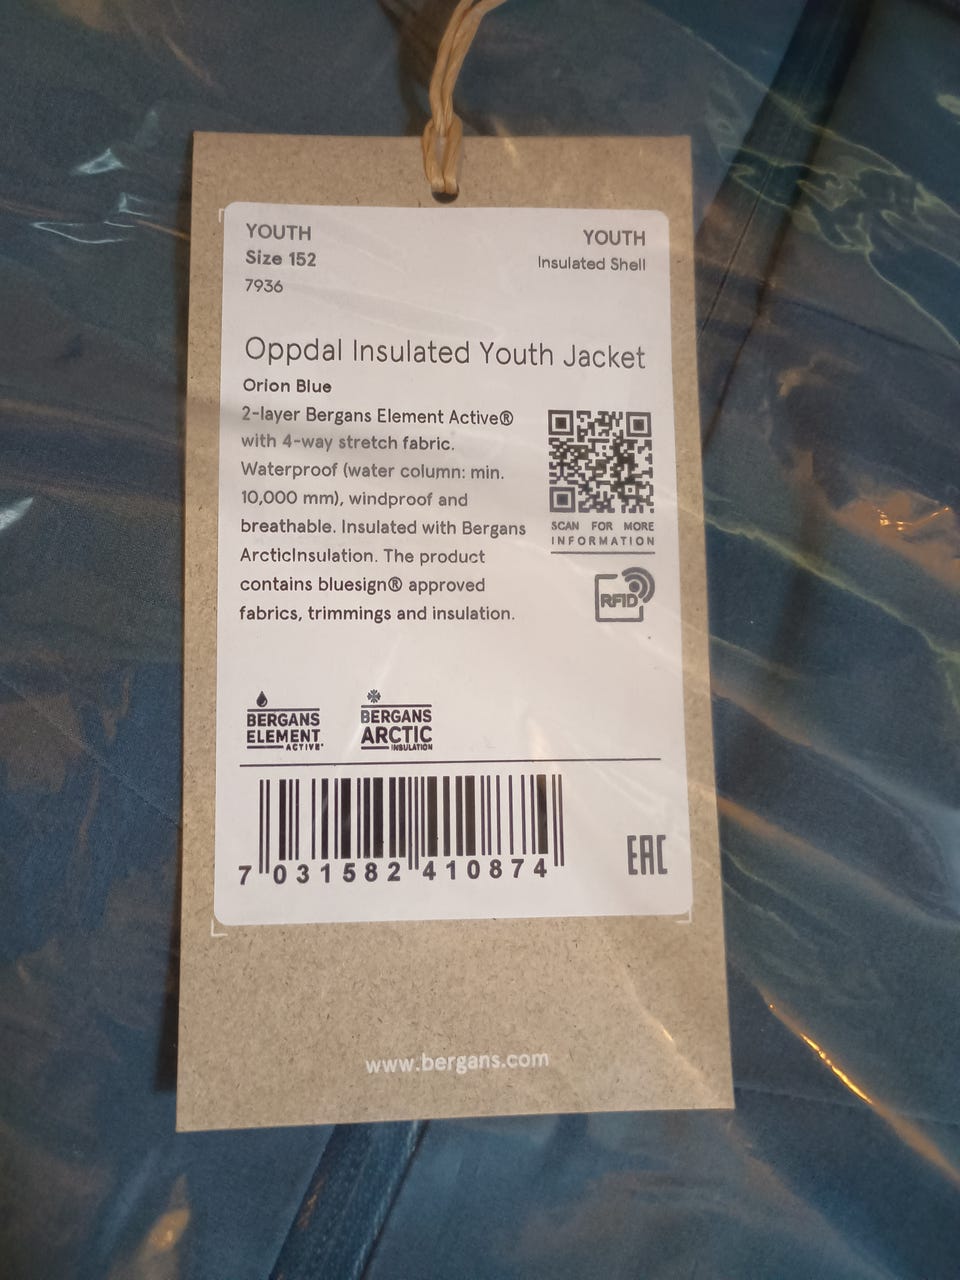 YOUTH
Size 152
7936
YOUTH
Insulated Shell
Oppdal Insulated Youth Jacket
Orion Blue
2-layer Bergans Element Active®
with 4-way stretch fabric.
Waterproof (water column: min.
10,000 mm), windproof and
breathable. Insulated with Bergans
ArcticInsulation. The product
contains bluesign® approved
fabrics, trimmings and insulation.
SCAN FOR MORE
INFORMATION
RFID
BERGANS
ELEMENT
ACTIVE®
BERGANS
ARCTIC
INSULATION
7 031582 410874
EAC
www.bergans.com